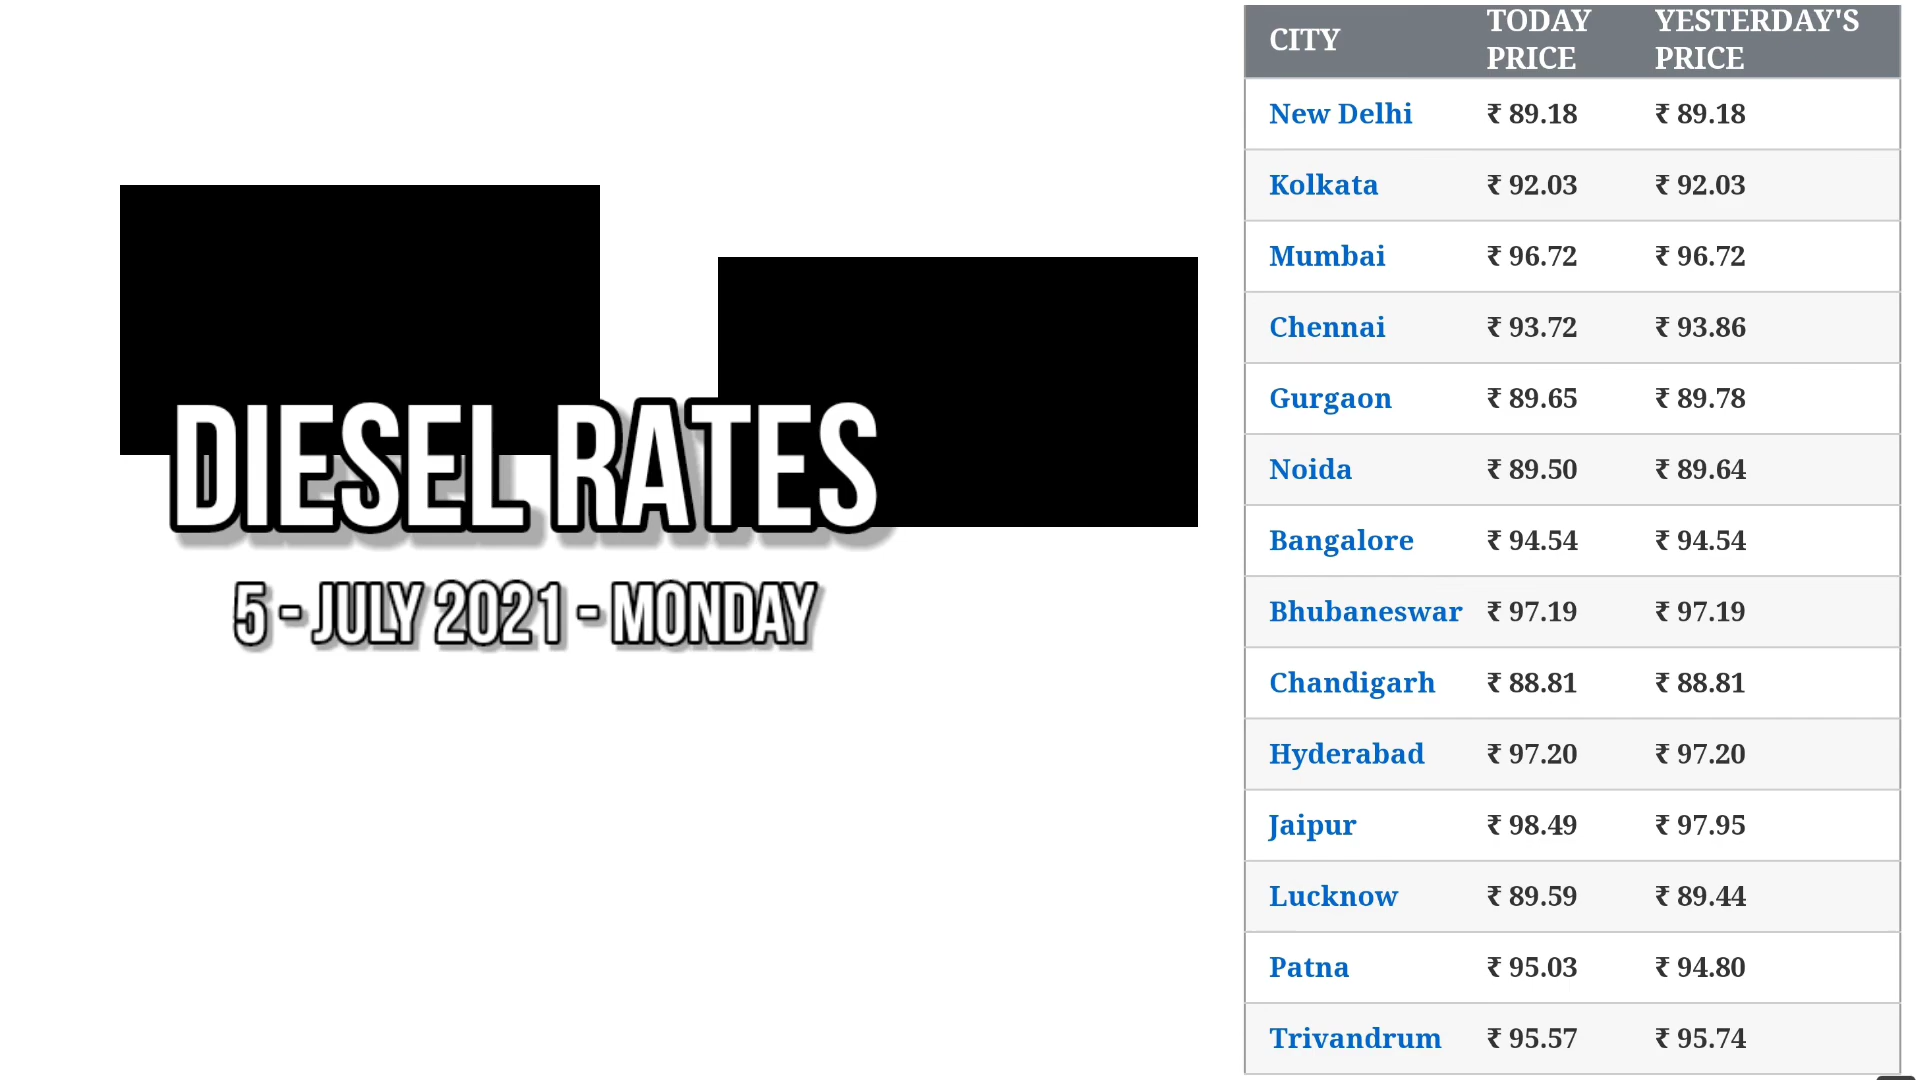 DIESEL RATES
5 - JULY 2021 - MONDAY
CITY TODAY PRICE YESTERDAY'S PRICE
New Delhi ₹ 89.18 ₹ 89.18
Kolkata ₹ 92.03 ₹ 92.03
Mumbai ₹ 96.72 ₹ 96.72
Chennai ₹ 93.72 ₹ 93.86
Gurgaon ₹ 89.65 ₹ 89.78
Noida ₹ 89.50 ₹ 89.64
Bangalore ₹ 94.54 ₹ 94.54
Bhubaneswar ₹ 97.19 ₹ 97.19
Chandigarh ₹ 88.81 ₹ 88.81
Hyderabad ₹ 97.20 ₹ 97.20
Jaipur ₹ 98.49 ₹ 97.95
Lucknow ₹ 89.59 ₹ 89.44
Patna ₹ 95.03 ₹ 94.80
Trivandrum ₹ 95.57 ₹ 95.74